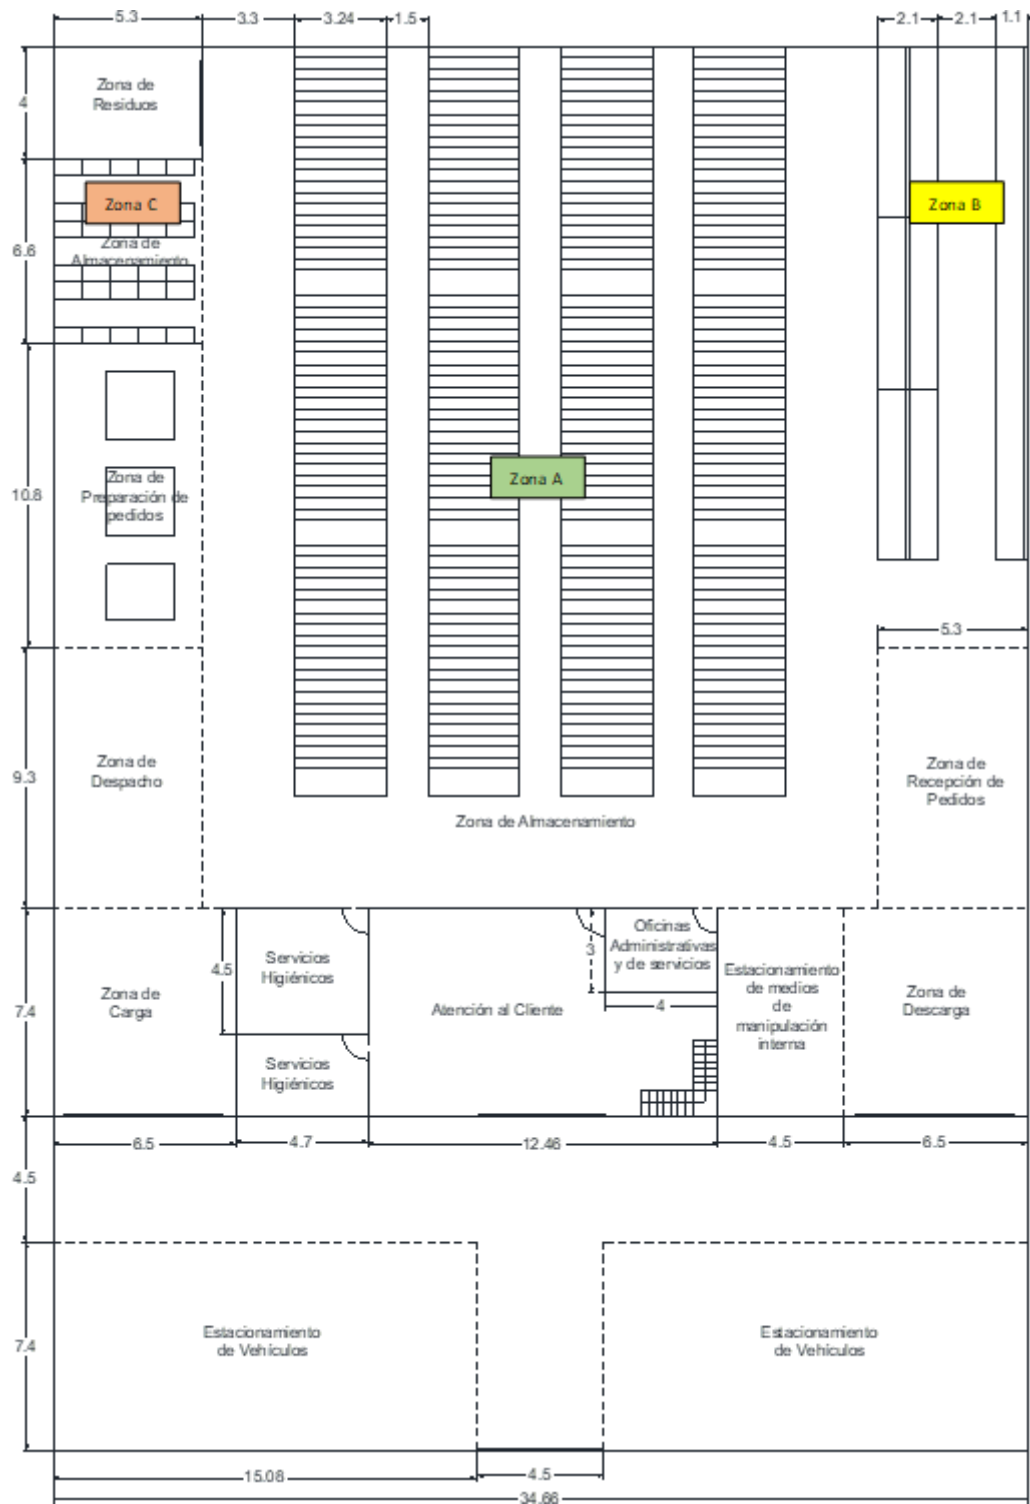 5.3
3.3
3.24
1.5
2.1
2.1
1.1
Zona de
Residuos
4
Zona C
Zona B
Zona de
Almacenamiento
6.6
Zona A
Zona de
Preparación de
pedidos
10.8
5.3
Zona de
Despacho
9.3
Zona de
Recepción de
Pedidos
Zona de Almacenamiento
Oficinas
Administrativas
y de servicios
3
4
4.5
Servicios
Higiénicos
Estacionamiento
de medios
de
manipulación
interna
Zona de
Carga
7.4
Atención al Cliente
Zona de
Descarga
Servicios
Higiénicos
6.5
4.7
12.46
4.5
6.5
4.5
Estacionamiento
de Vehículos
Estacionamiento
de Vehículos
7.4
15.08
4.5
34.66